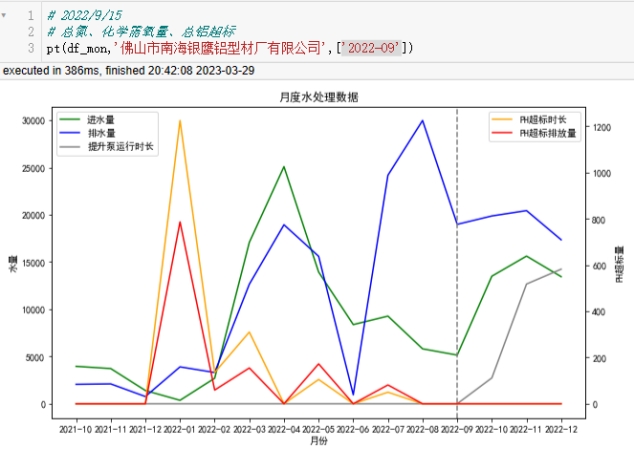 1 # 2022/9/15
2 # 总氮、化学需氧量、总铝超标
3 pt(df_mon,'佛山市南海银鹰铝型材厂有限公司',['2022-09'])
executed in 386ms, finished 20:42:08 2023-03-29
月度水处理数据
进水量
排水量
提升泵运行时长
PH超标时长
PH超标排放量
30000
25000
20000
15000
10000
5000
0
水量
1200
1000
800
600
400
200
0
PH超标量
2021-10 2021-11 2021-12 2022-01 2022-02 2022-03 2022-04 2022-05 2022-06 2022-07 2022-08 2022-09 2022-10 2022-11 2022-12
月份